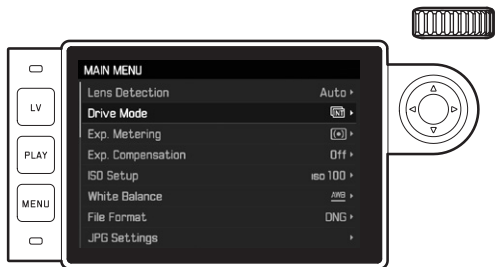 LV
PLAY
MENU
MAIN MENU
Lens Detection Auto
Drive Mode INT
Exp. Metering
Exp. Compensation Off
ISO Setup ISO 100
White Balance AWB
File Format DNG
JPG Settings